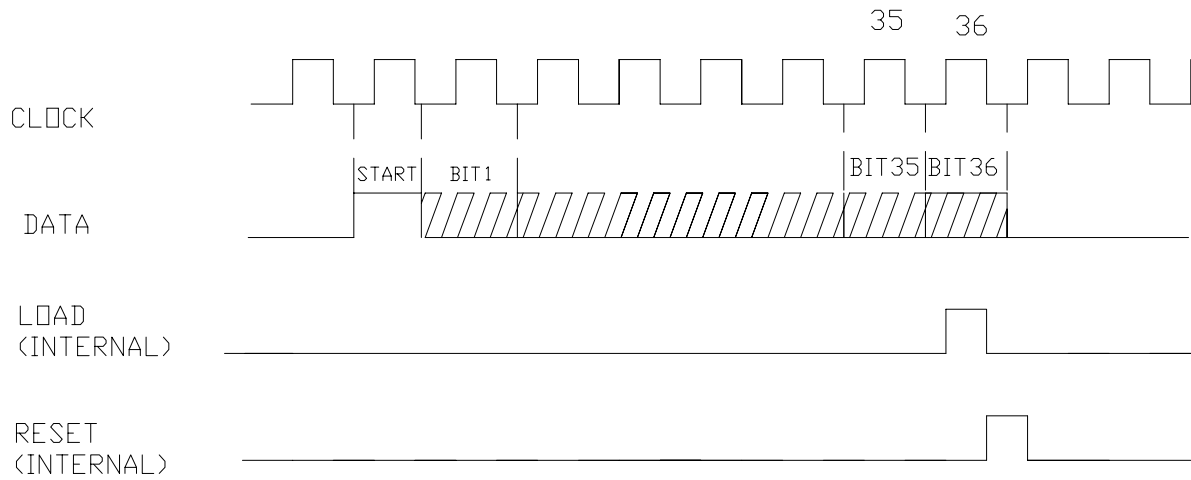 35 36
CLOCK
START BIT1 BIT35 BIT36
DATA
LOAD
(INTERNAL)
RESET
(INTERNAL)